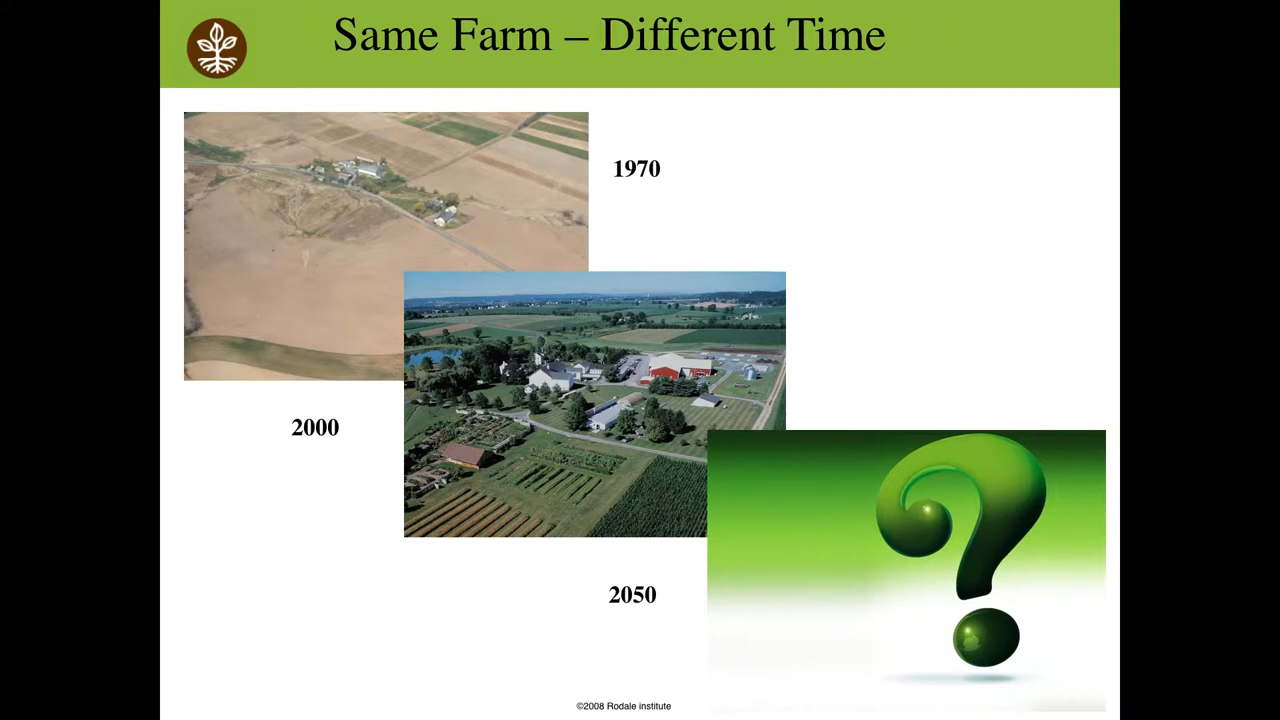 Same Farm – Different Time
1970
2000
2050
©2008 Rodale institute